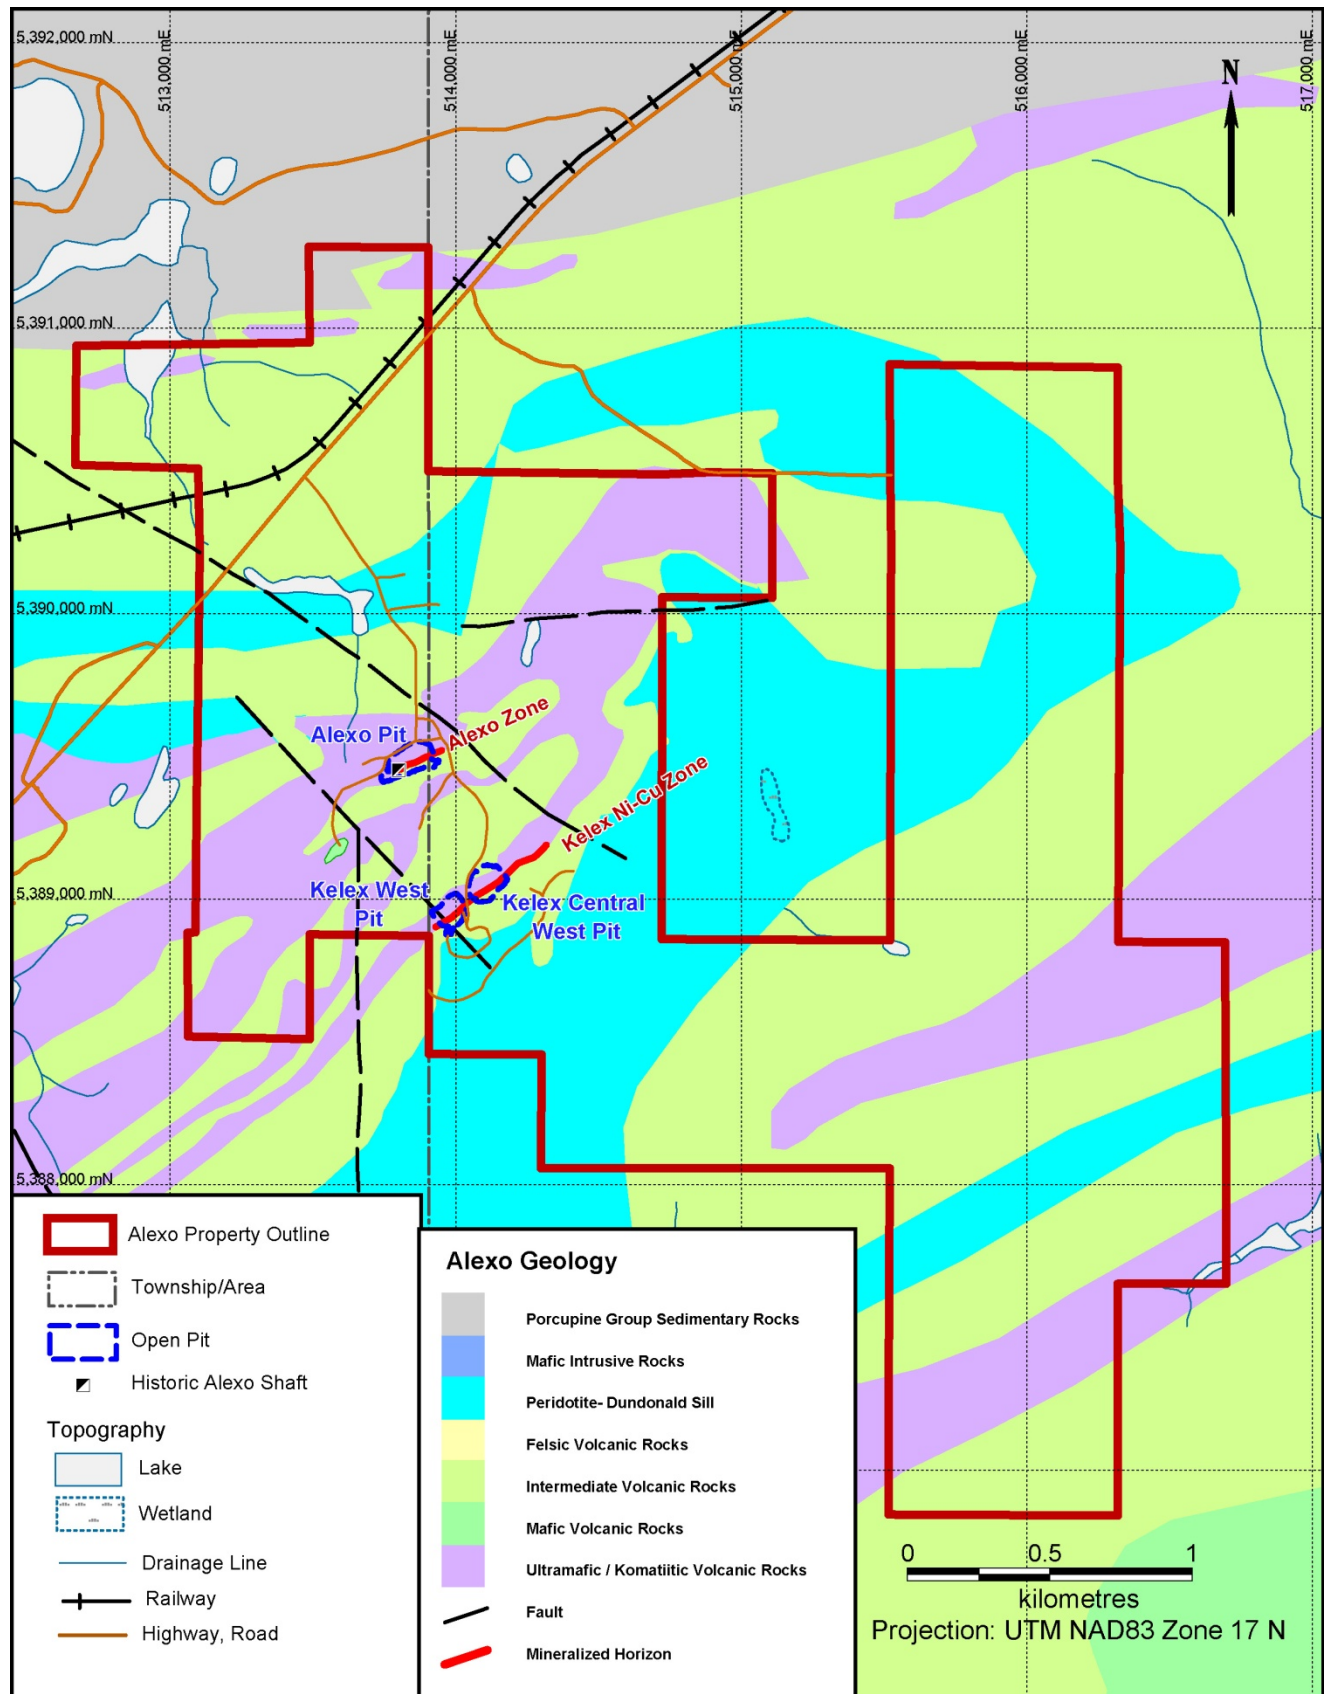 5,392,000 mN
513,000 mE
514,000 mE
515,000 mE
516,000 mE
517,000 mE
N
5,391,000 mN
5,390,000 mN
Alexo Pit
Alexo Zone
Kelex Ni-Cu Zone
Kelex West
Pit
Kelex Central
West Pit
5,389,000 mN
5,388,000 mN
Alexo Property Outline
Township/Area
Open Pit
Historic Alexo Shaft
Topography
Lake
Wetland
Drainage Line
Railway
Highway, Road
Alexo Geology
Porcupine Group Sedimentary Rocks
Mafic Intrusive Rocks
Peridotite- Dundonald Sill
Felsic Volcanic Rocks
Intermediate Volcanic Rocks
Mafic Volcanic Rocks
Ultramafic / Komatiitic Volcanic Rocks
Fault
Mineralized Horizon
0 0.5 1
kilometres
Projection: UTM NAD83 Zone 17 N